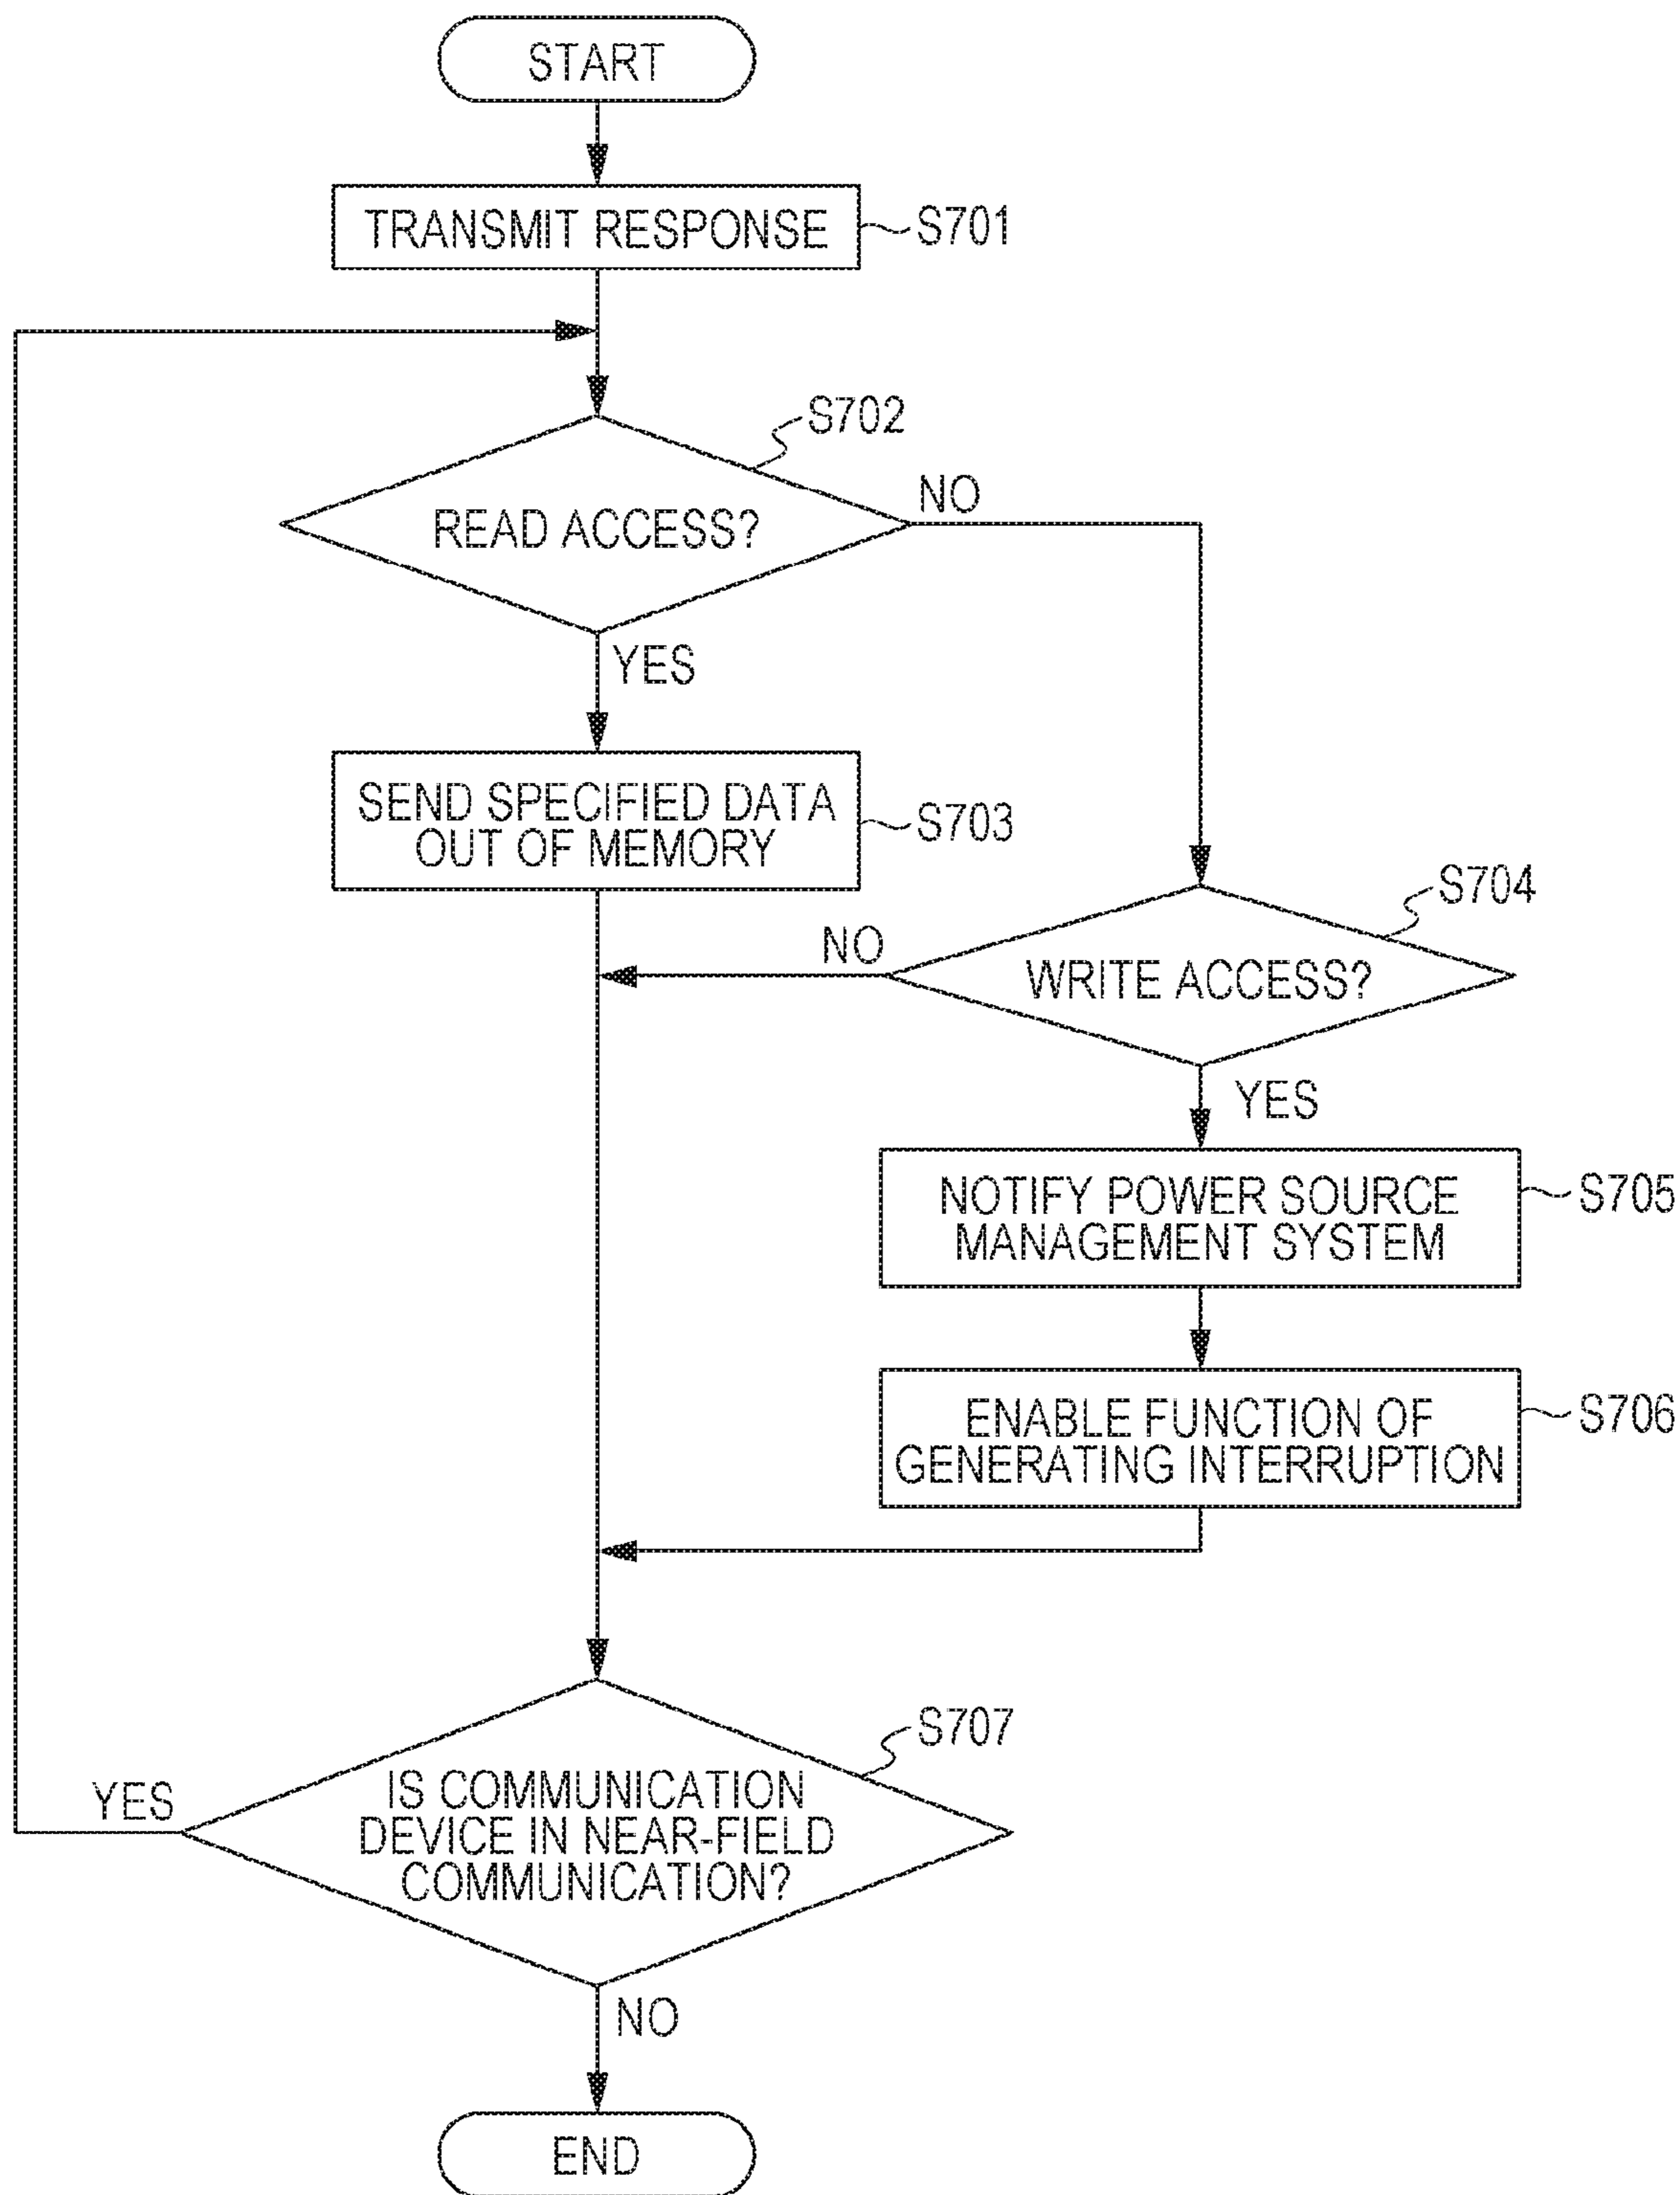 START
TRANSMIT RESPONSE
S701
S702
READ ACCESS?
NO
YES
SEND SPECIFIED DATA
OUT OF MEMORY
S703
S704
NO
WRITE ACCESS?
YES
NOTIFY POWER SOURCE
MANAGEMENT SYSTEM
S705
ENABLE FUNCTION OF
GENERATING INTERRUPTION
S706
S707
YES
IS COMMUNICATION
DEVICE IN NEAR-FIELD
COMMUNICATION?
NO
END